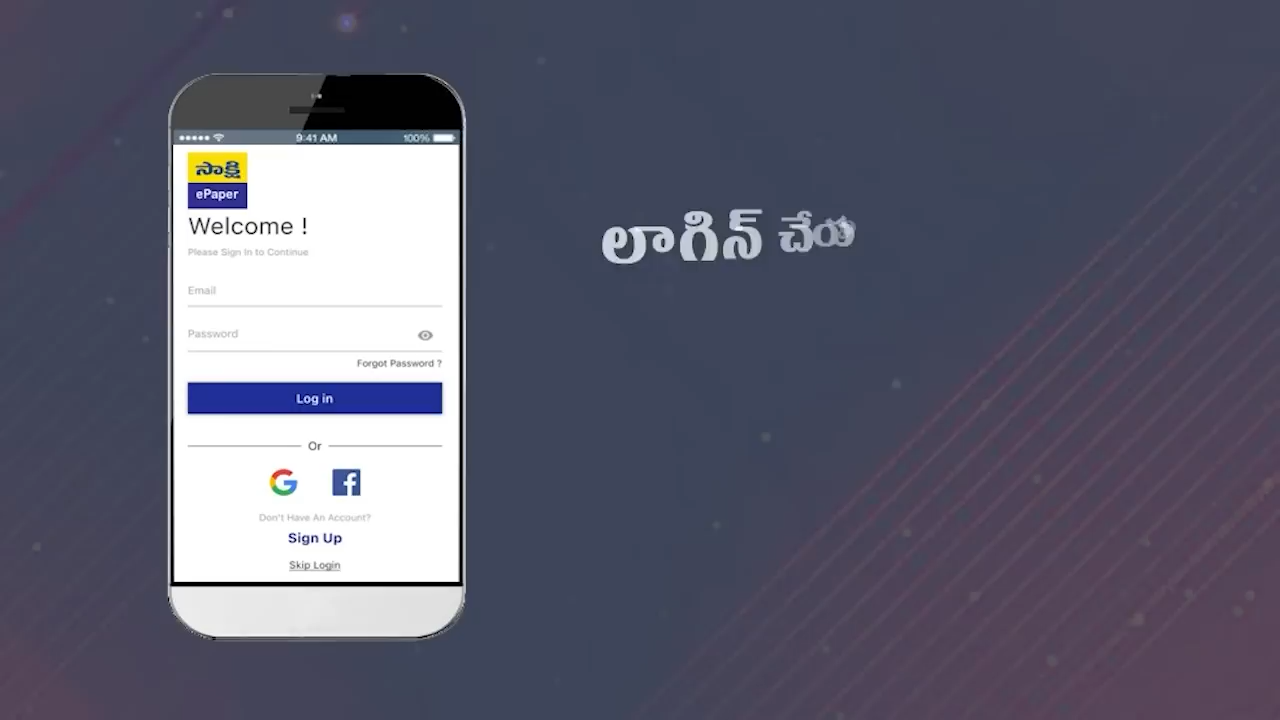 9:41 AM
100%
సాక్షి
ePaper
Welcome !
Please Sign In to Continue
Email
Password
Forgot Password ?
Log in
Or
Don't Have An Account?
Sign Up
Skip Login
లాగిన్